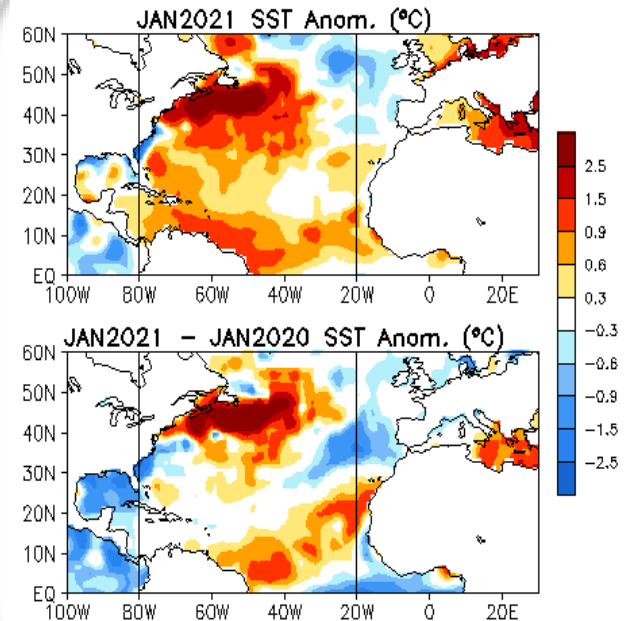 JAN2021 SST Anom. (ºC)
60N
50N
40N
30N
20N
10N
EQ
100W 80W 60W 40W 20W 0 20E
2.5
1.5
0.9
0.6
0.3
-0.3
-0.6
-0.9
-1.5
-2.5
JAN2021 - JAN2020 SST Anom. (ºC)
60N
50N
40N
30N
20N
10N
EQ
100W 80W 60W 40W 20W 0 20E